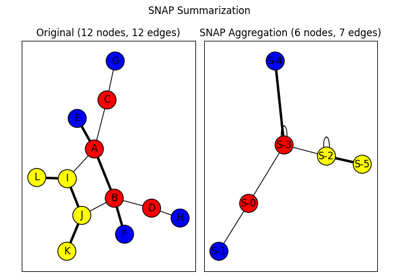 SNAP Summarization
Original (12 nodes, 12 edges)
SNAP Aggregation (6 nodes, 7 edges)
G
C
E
A
L
I
J
B
D
H
F
K
S-4
S-3
S-2
S-5
S-0
S-1